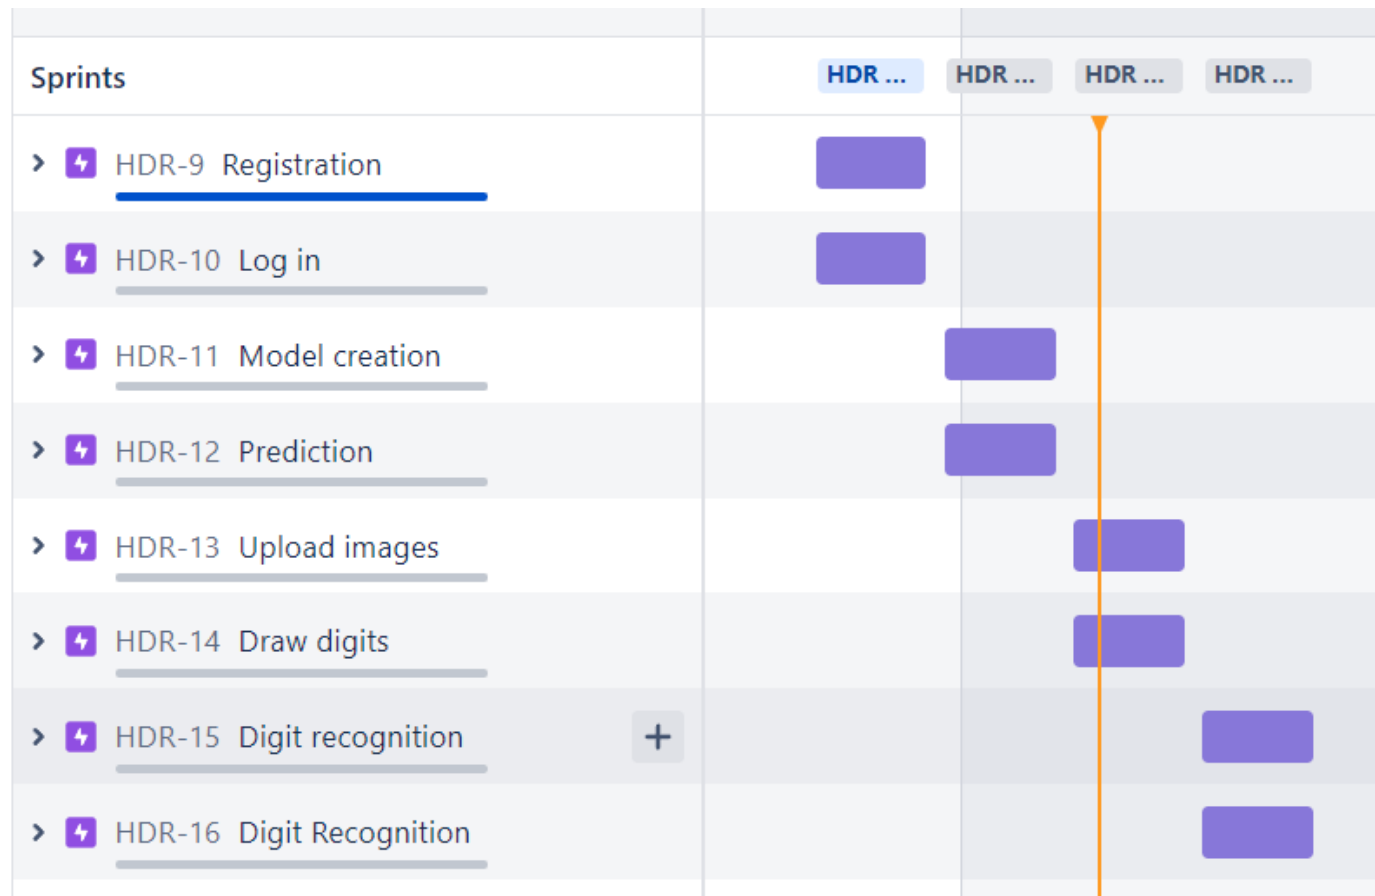 Sprints HDR ... HDR ... HDR ... HDR ...
HDR-9 Registration
HDR-10 Log in
HDR-11 Model creation
HDR-12 Prediction
HDR-13 Upload images
HDR-14 Draw digits
HDR-15 Digit recognition +
HDR-16 Digit Recognition